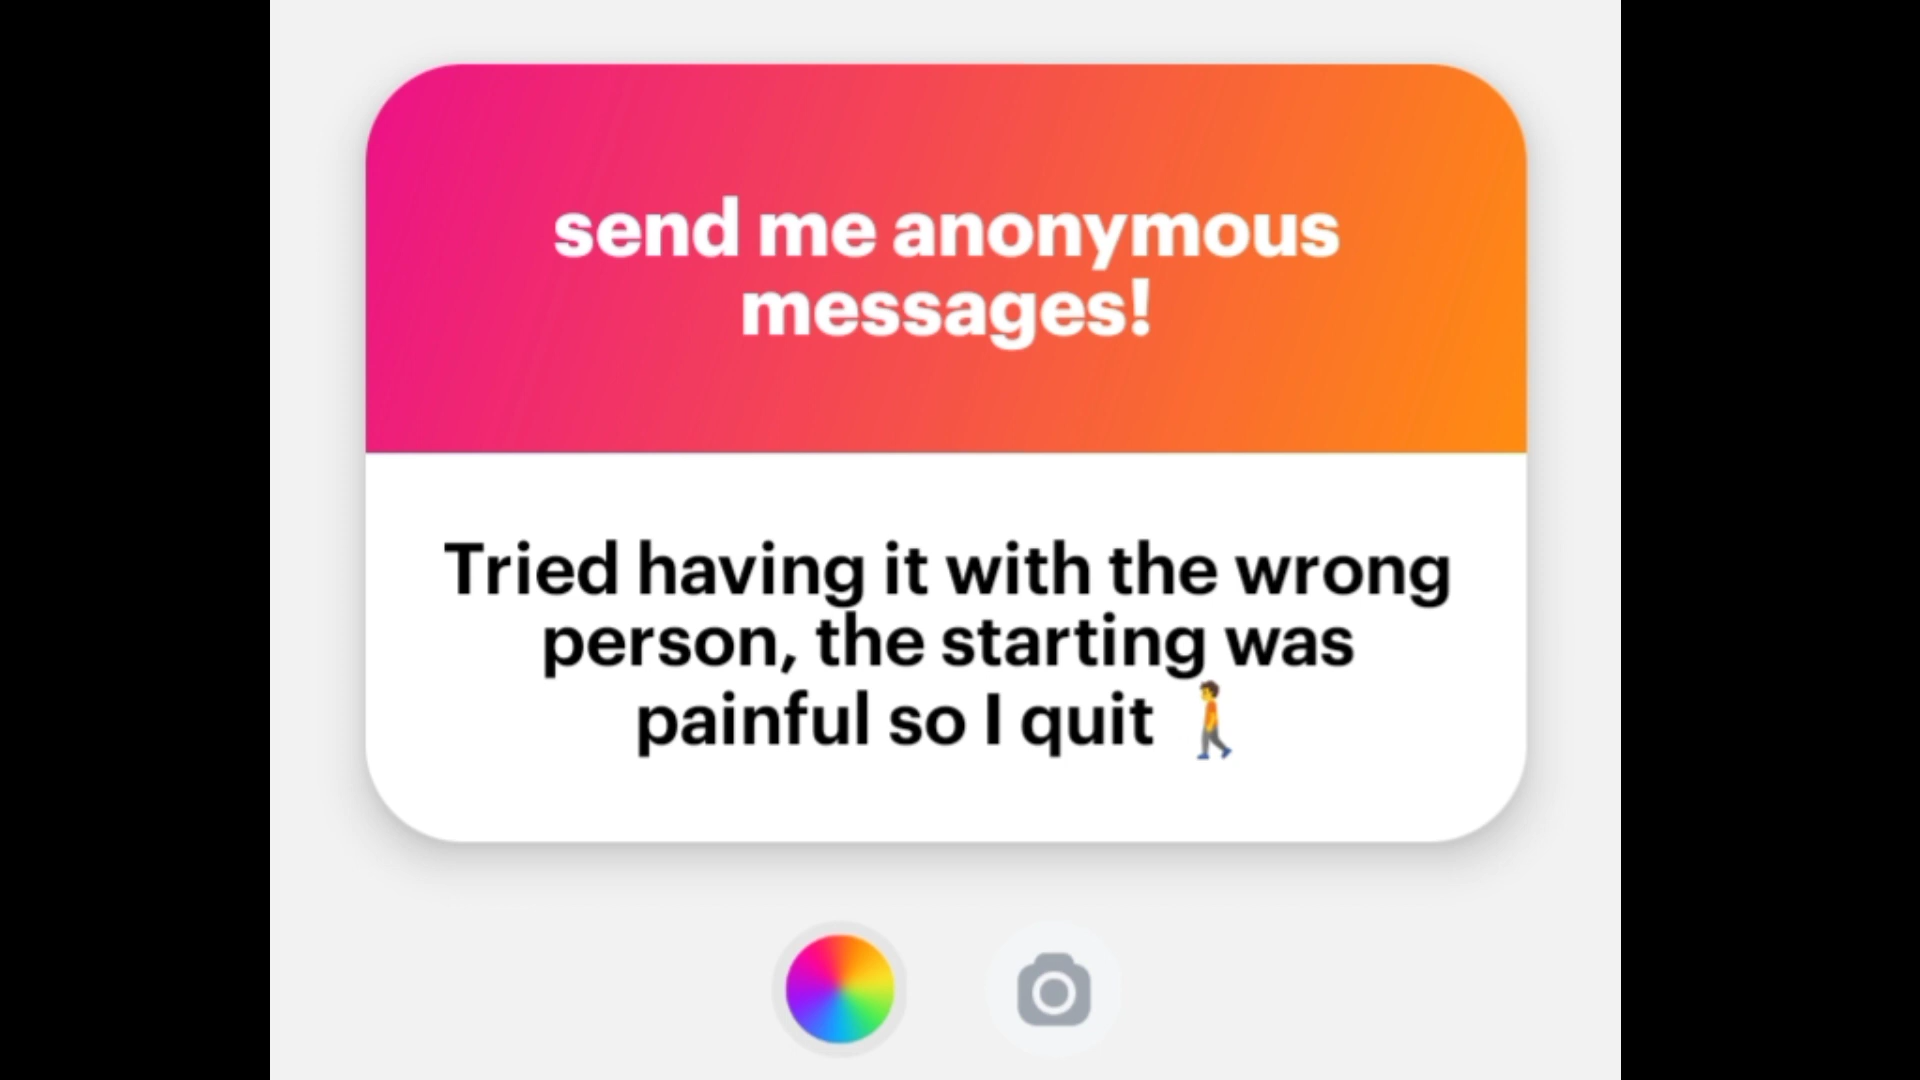 send me anonymous
messages!
Tried having it with the wrong
person, the starting was
painful so I quit 🚶